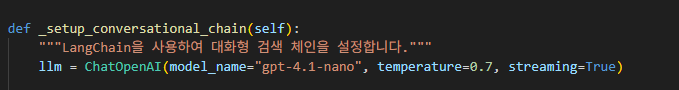 def _setup_conversational_chain(self):
"""LangChain을 사용하여 대화형 검색 체인을 설정합니다."""
llm = ChatOpenAI(model_name="gpt-4.1-nano", temperature=0.7, streaming=True)